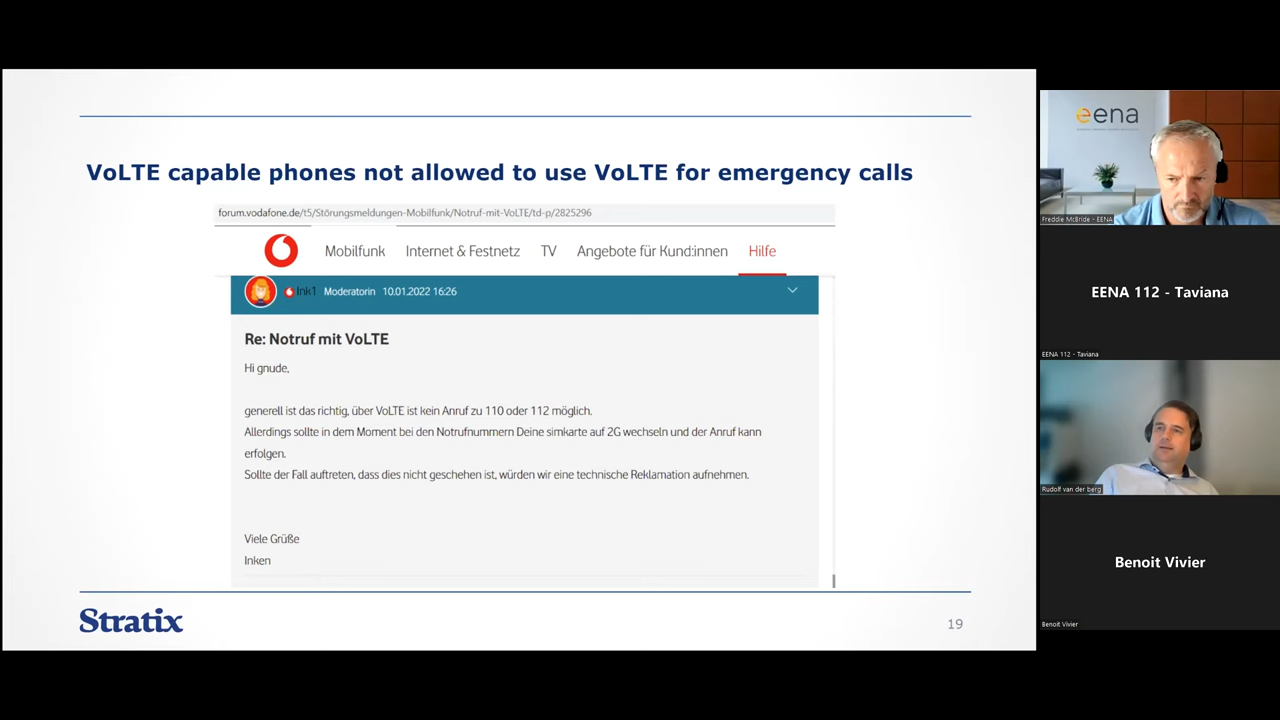 VoLTE capable phones not allowed to use VoLTE for emergency calls
forum.vodafone.de/t5/Störungsmeldungen-Mobilfunk/Notruf-mit-VoLTE/td-p/2825296
Mobilfunk Internet & Festnetz TV Angebote für Kund:innen Hilfe
Ink1 Moderatorin 10.01.2022 16:26
Re: Notruf mit VoLTE
Hi gnude,
generell ist das richtig, über VoLTE ist kein Anruf zu 110 oder 112 möglich.
Allerdings sollte in dem Moment bei den Notrufnummern Deine simkarte auf 2G wechseln und der Anruf kann
erfolgen.
Sollte der Fall auftreten, dass dies nicht geschehen ist, würden wir eine technische Reklamation aufnehmen.
Viele Grüße
Inken
Stratix
19
eena
Freddie McBride - EENA
EENA 112 - Taviana
EENA 112 - Taviana
Rudolf van der berg
Benoit Vivier
Benoit Vivier